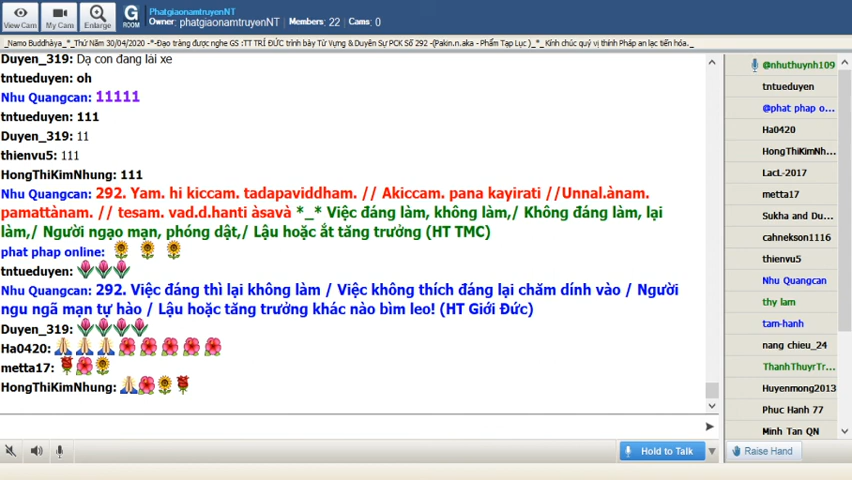 PhatgiaonamtruyenNT
Owner: phatgiaonamtruyenNT Members: 22 Cams: 0
View Cam
My Cam
Enlarge
G
ROOM
_Namo Buddhàya_*_Thứ Năm 30/04/2020 -*-Đạo tràng được nghe GS :TT TRÍ ĐỨC trình bày Từ Vựng & Duyên Sự PCK Số 292 -(Pakin.n.aka - Phẩm Tạp Lục )_*_Kính chúc quý vị thính Pháp an lạc tiến hóa._
Duyen_319: Dạ con đang lài xe
tntueduyen: oh
Nhu Quangcan: 11111
tntueduyen: 111
Duyen_319: 11
thienvu5: 111
HongThiKimNhung: 111
Nhu Quangcan: 292. Yam. hi kiccam. tadapaviddham. // Akiccam. pana kayirati //Unnal.ànam.
pamattànam. // tesam. vad.d.hanti àsavà *_* Việc đáng làm, không làm,/ Không đáng làm, lại
làm,/ Người ngạo mạn, phóng dật,/ Lậu hoặc ắt tăng trưởng (HT TMC)
phat phap online:
tntueduyen:
Nhu Quangcan: 292. Việc đáng thì lại không làm / Việc không thích đáng lại chăm dính vào / Người
ngu ngã mạn tự hào / Lậu hoặc tăng trưởng khác nào bìm leo! (HT Giới Đức)
Duyen_319:
Ha0420:
metta17:
HongThiKimNhung:
@nhuthuynh109
tntueduyen
@phat phap o...
Ha0420
HongThiKimNh...
LacL-2017
metta17
Sukha and Du...
cahnekson1116
thienvu5
Nhu Quangcan
thy lam
tam-hanh
nang chieu_24
ThanhThuyrTr...
Huyenmong2013
Phuc Hanh 77
Minh Tan QN
Hold to Talk
Raise Hand